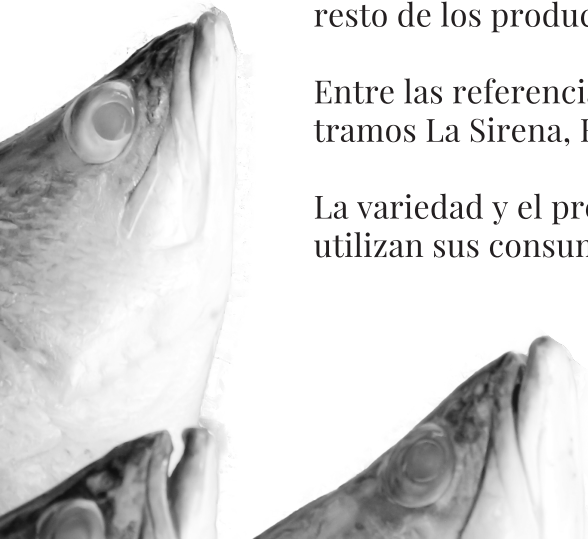 resto de los
Entre las
tramos La Sirena,
La variedad y el
utilizan sus